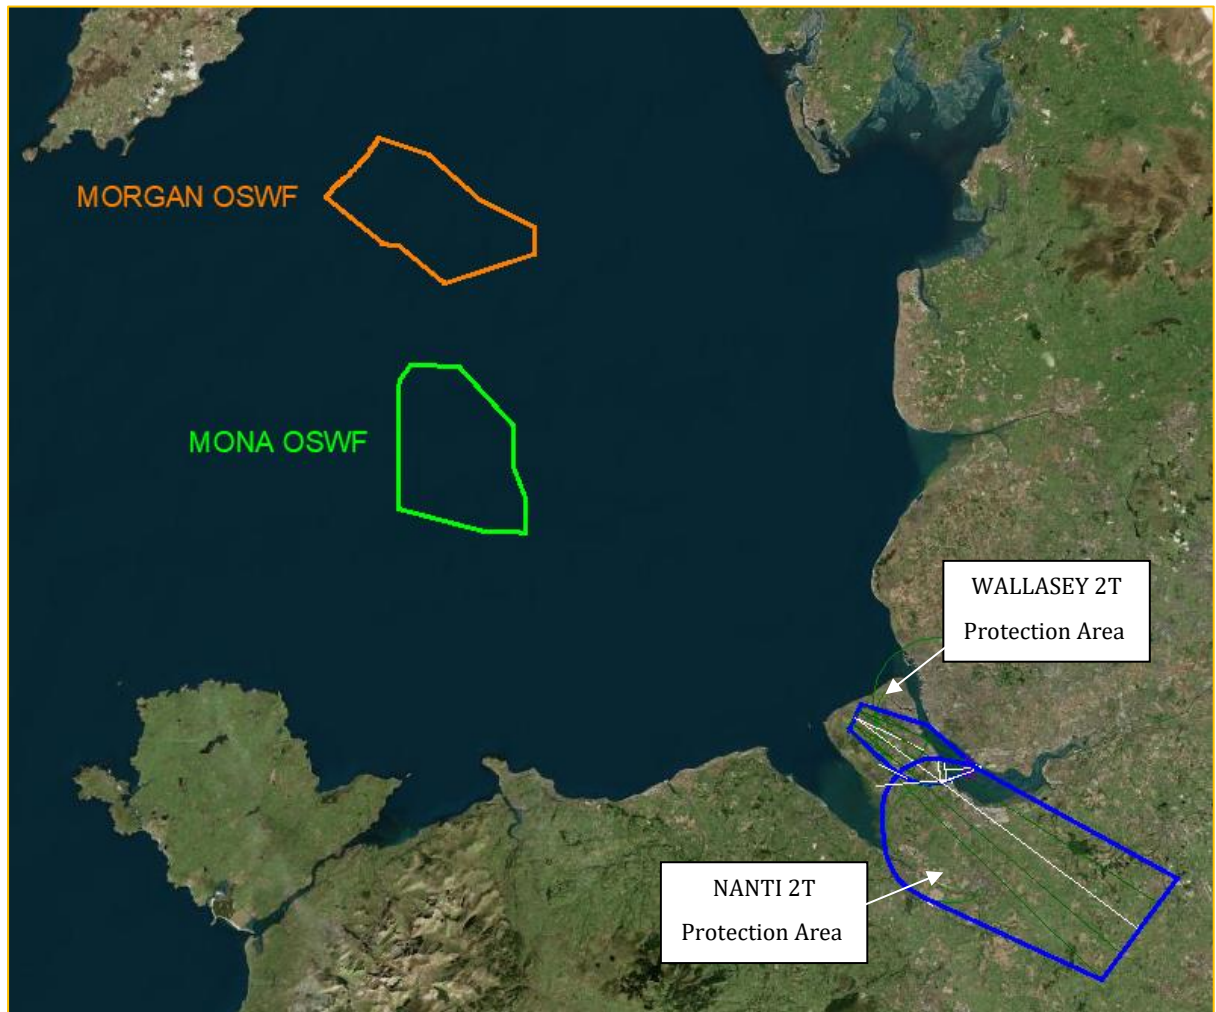 MORGAN OSWF
MONA OSWF
WALLASEY 2T
Protection Area
NANTI 2T
Protection Area